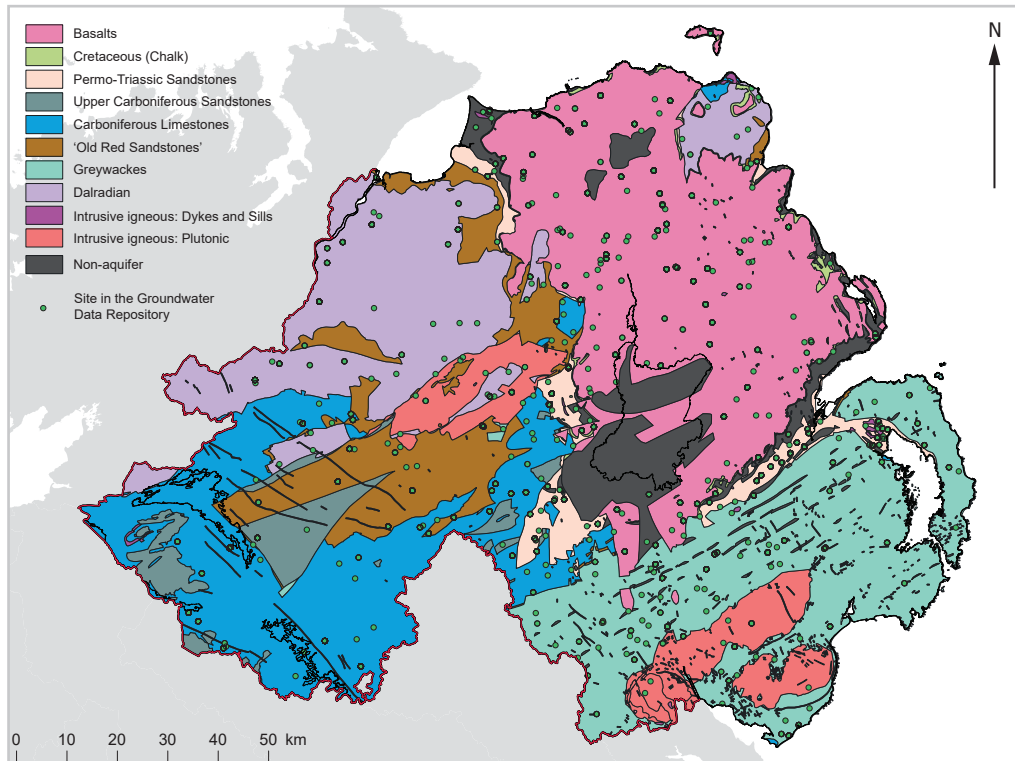 Basalts
Cretaceous (Chalk)
Permo-Triassic Sandstones
Upper Carboniferous Sandstones
Carboniferous Limestones
'Old Red Sandstones'
Greywackes
Dalradian
Intrusive igneous: Dykes and Sills
Intrusive igneous: Plutonic
Non-aquifer
Site in the Groundwater
Data Repository
N
0 10 20 30 40 50 km